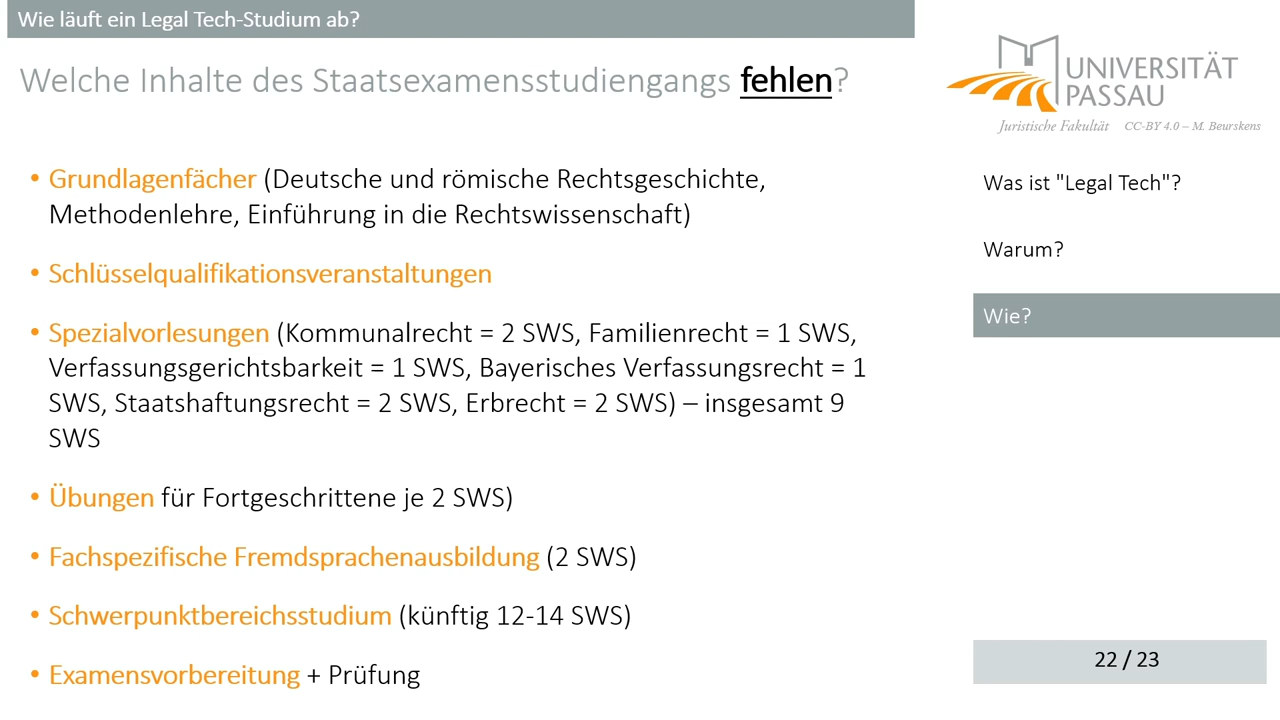 Wie läuft ein Legal Tech-Studium ab?
Welche Inhalte des Staatsexamensstudiengangs fehlen?
• Grundlagenfächer (Deutsche und römische Rechtsgeschichte,
Methodenlehre, Einführung in die Rechtswissenschaft)
• Schlüsselqualifikationsveranstaltungen
• Spezialvorlesungen (Kommunalrecht = 2 SWS, Familienrecht = 1 SWS,
Verfassungsgerichtsbarkeit = 1 SWS, Bayerisches Verfassungsrecht = 1
SWS, Staatshaftungsrecht = 2 SWS, Erbrecht = 2 SWS) – insgesamt 9
SWS
• Übungen für Fortgeschrittene je 2 SWS)
• Fachspezifische Fremdsprachenausbildung (2 SWS)
• Schwerpunktbereichsstudium (künftig 12-14 SWS)
• Examensvorbereitung + Prüfung
UNIVERSITÄT
PASSAU
Juristische Fakultät CC-BY 4.0 – M. Beurskens
Was ist "Legal Tech"?
Warum?
Wie?
22 / 23